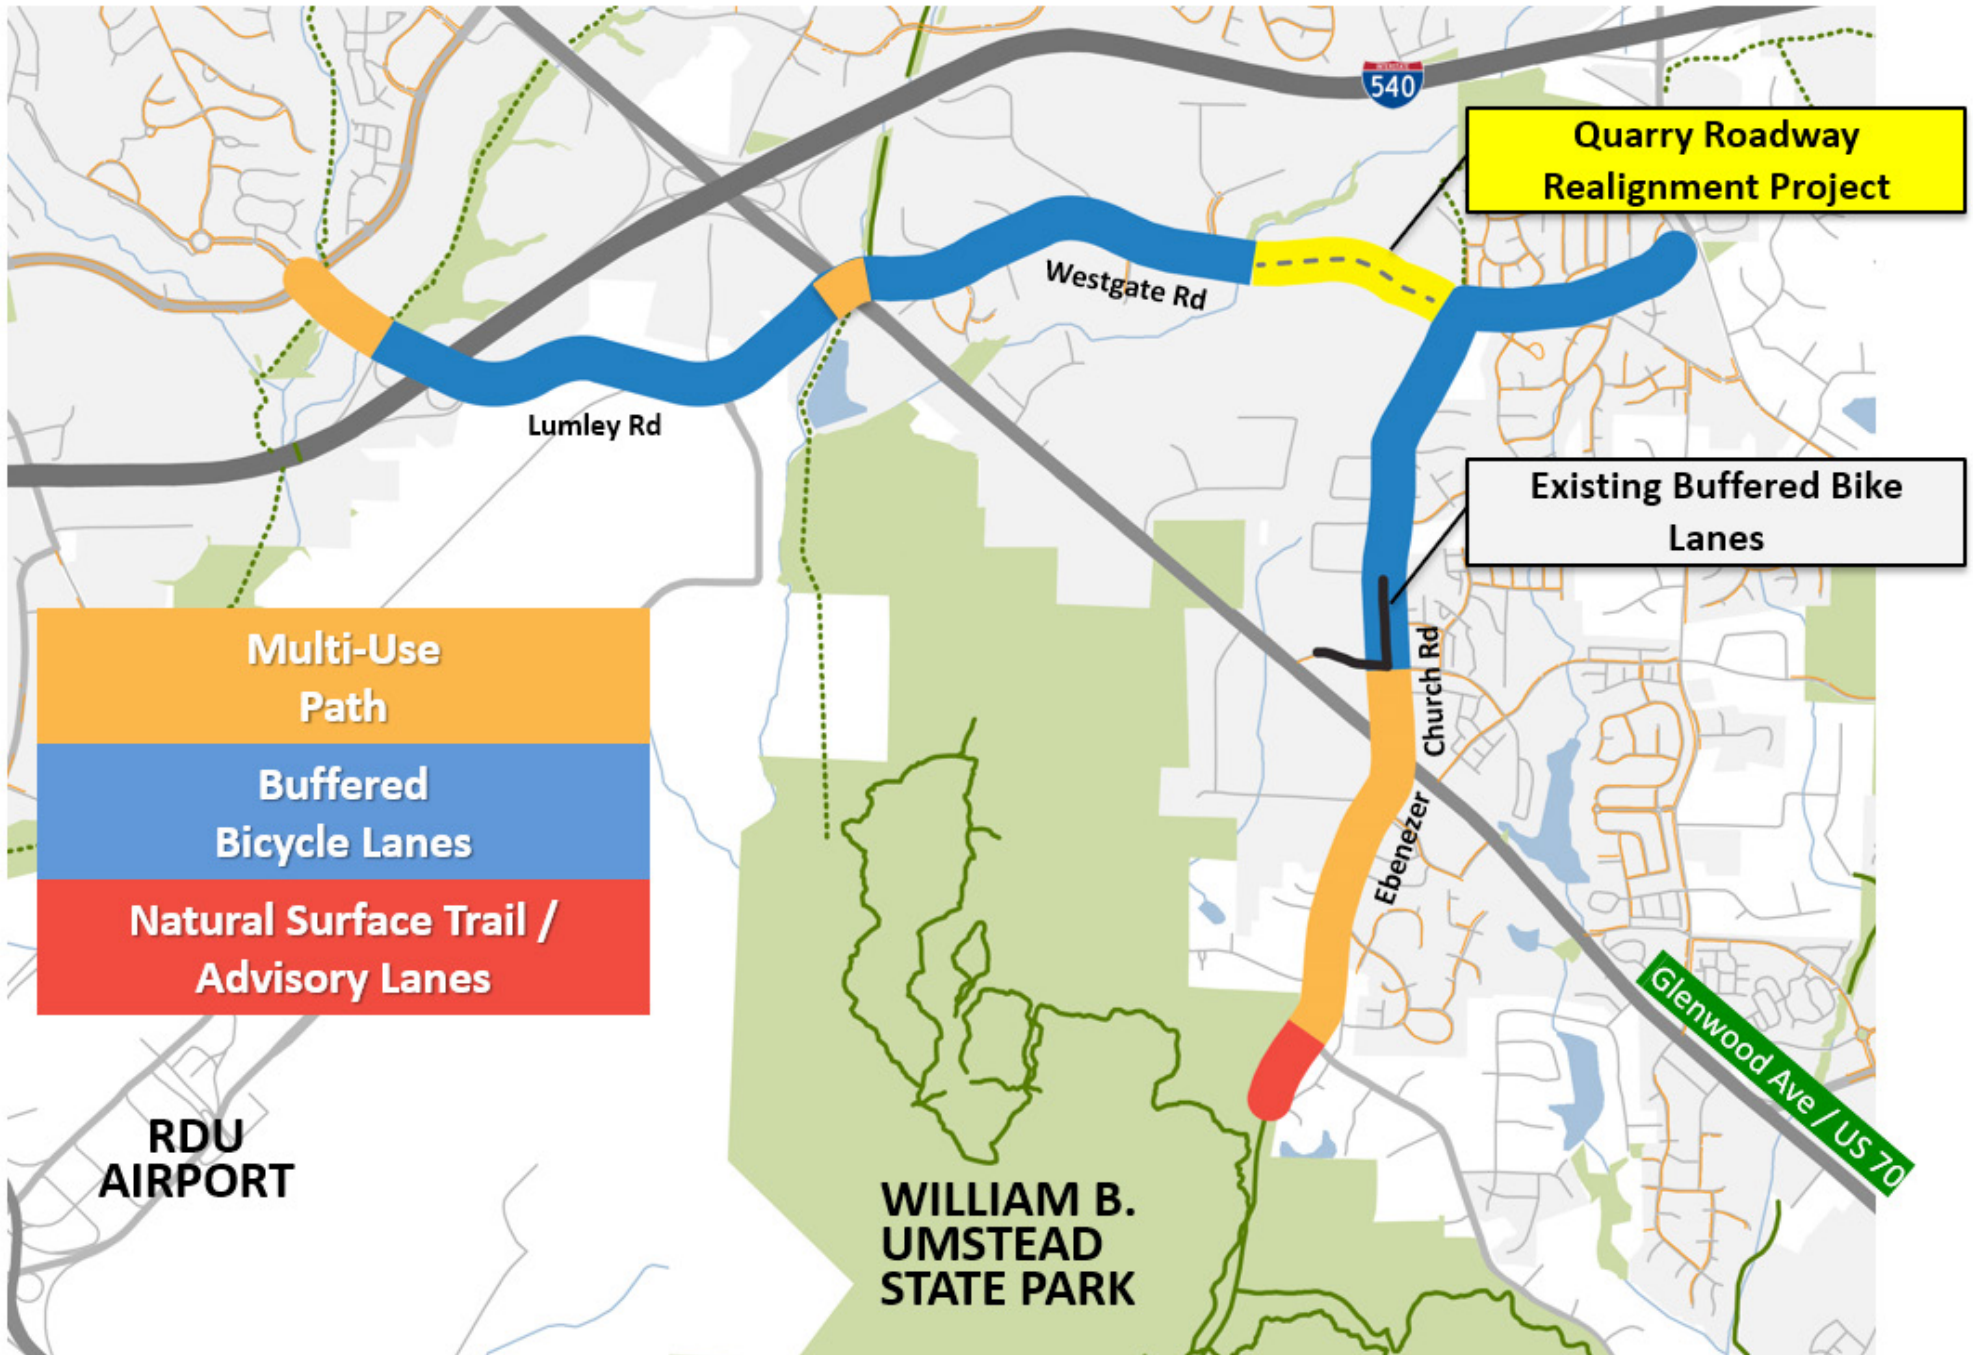 INTERSTATE
540
Quarry Roadway
Realignment Project
Westgate Rd
Lumley Rd
Existing Buffered Bike
Lanes
Multi-Use
Path
Buffered
Bicycle Lanes
Natural Surface Trail /
Advisory Lanes
Ebenezer Church Rd
Glenwood Ave / US 70
RDU
AIRPORT
WILLIAM B.
UMSTEAD
STATE PARK